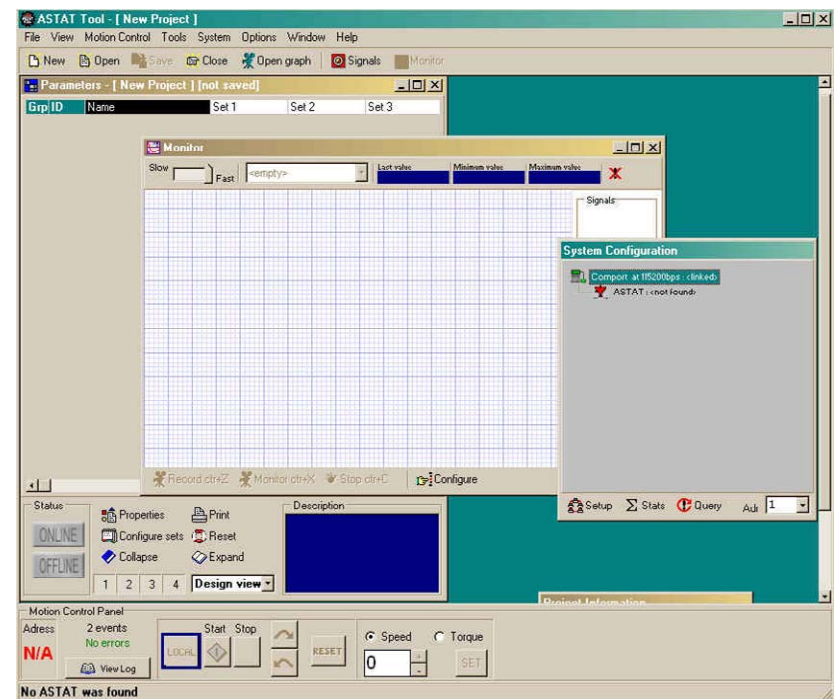 ASTAT Tool - [ New Project ]
File View Motion Control Tools System Options Window Help
New Open Save Close Open graph Signals Monitor
Parameters - [ New Project ] [not saved]
Grp ID Name Set 1 Set 2 Set 3
Monitor
Slow Fast <empty> Last value Minimum value Maximum value
Signals
System Configuration
Comport at 115200bps : <linked>
ASTAT : <not found>
Record ctr+Z Monitor ctr+X Stop ctr+C Configure
Setup Stats Query Adr 1
Status
ONLINE
OFFLINE
Properties Print
Configure sets Reset
Collapse Expand
1 2 3 4 Design view
Description
Project Information
Motion Control Panel
Adress 2 events
N/A No errors
View Log
LOCAL
Start Stop
RESET
Speed Torque
0 SET
No ASTAT was found